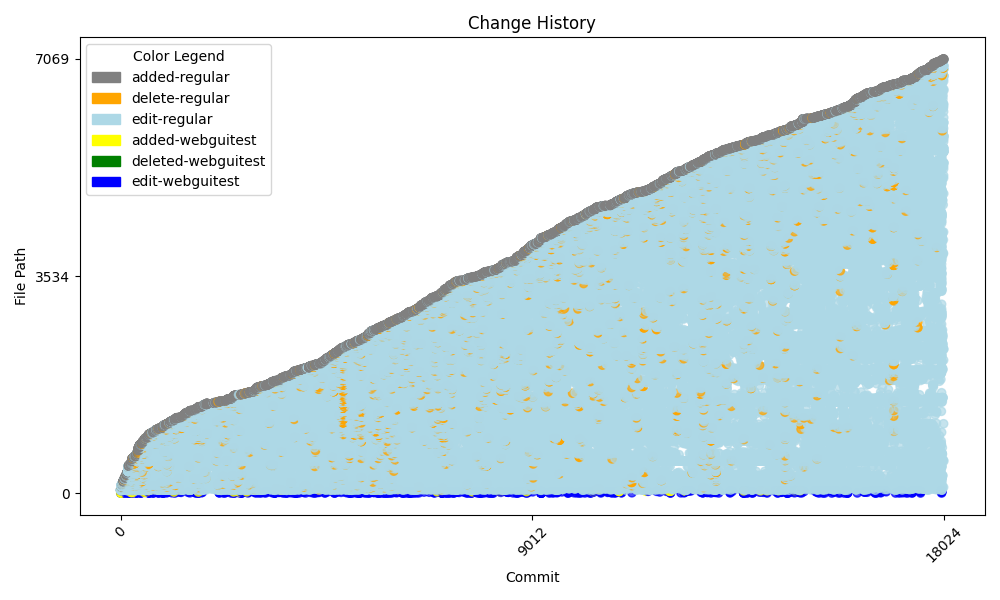 Change History
Color Legend
added-regular
delete-regular
edit-regular
added-webguitest
deleted-webguitest
edit-webguitest
7069
3534
0
File Path
0
9012
18024
Commit